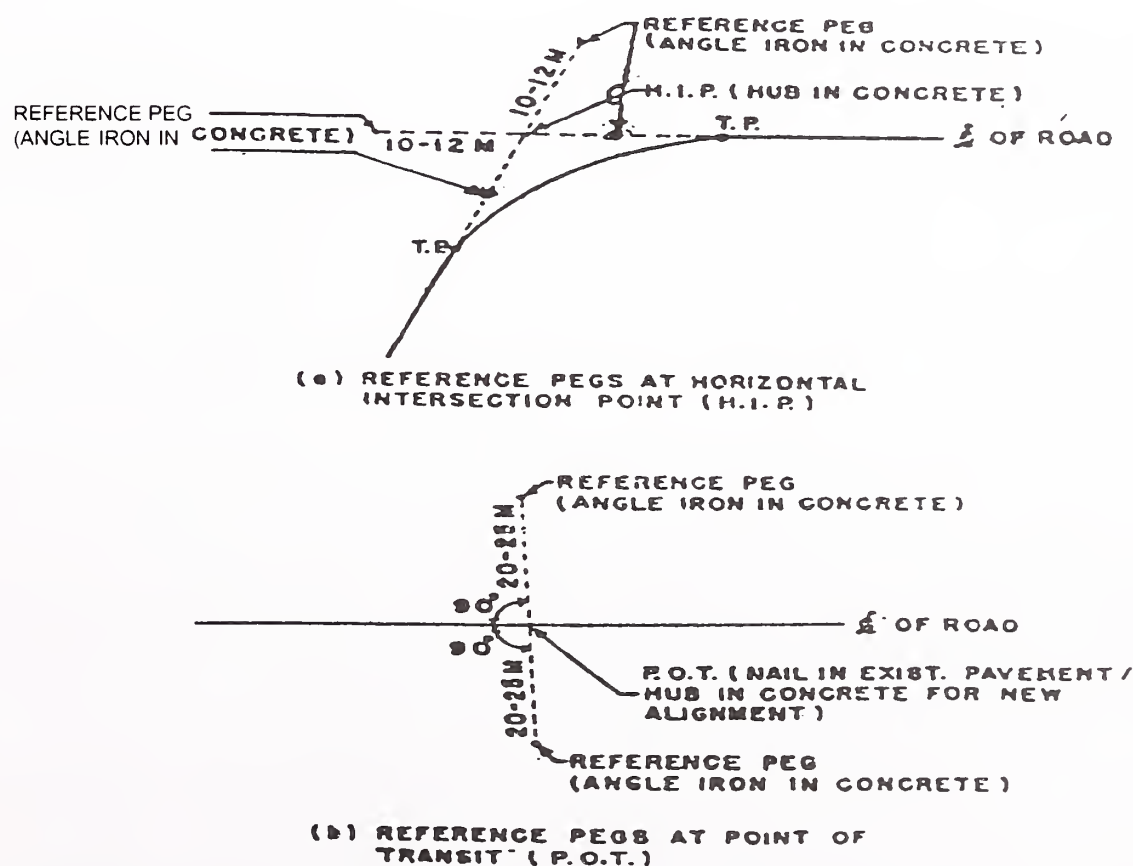 REFERENCE PEG
(ANGLE IRON IN CONCRETE)
10-12 M
H.I.P. (HUB IN CONCRETE)
REFERENCE PEG
(ANGLE IRON IN CONCRETE)
10-12 M
T.P.
℄ OF ROAD
T.P.
(a) REFERENCE PEGS AT HORIZONTAL
INTERSECTION POINT (H.I.P.)
REFERENCE PEG
(ANGLE IRON IN CONCRETE)
20-25 M
90°
℄ OF ROAD
90°
20-25 M
P.O.T. (NAIL IN EXIST. PAVEMENT /
HUB IN CONCRETE FOR NEW
ALIGNMENT)
REFERENCE PEG
(ANGLE IRON IN CONCRETE)
(b) REFERENCE PEGS AT POINT OF
TRANSIT (P.O.T.)